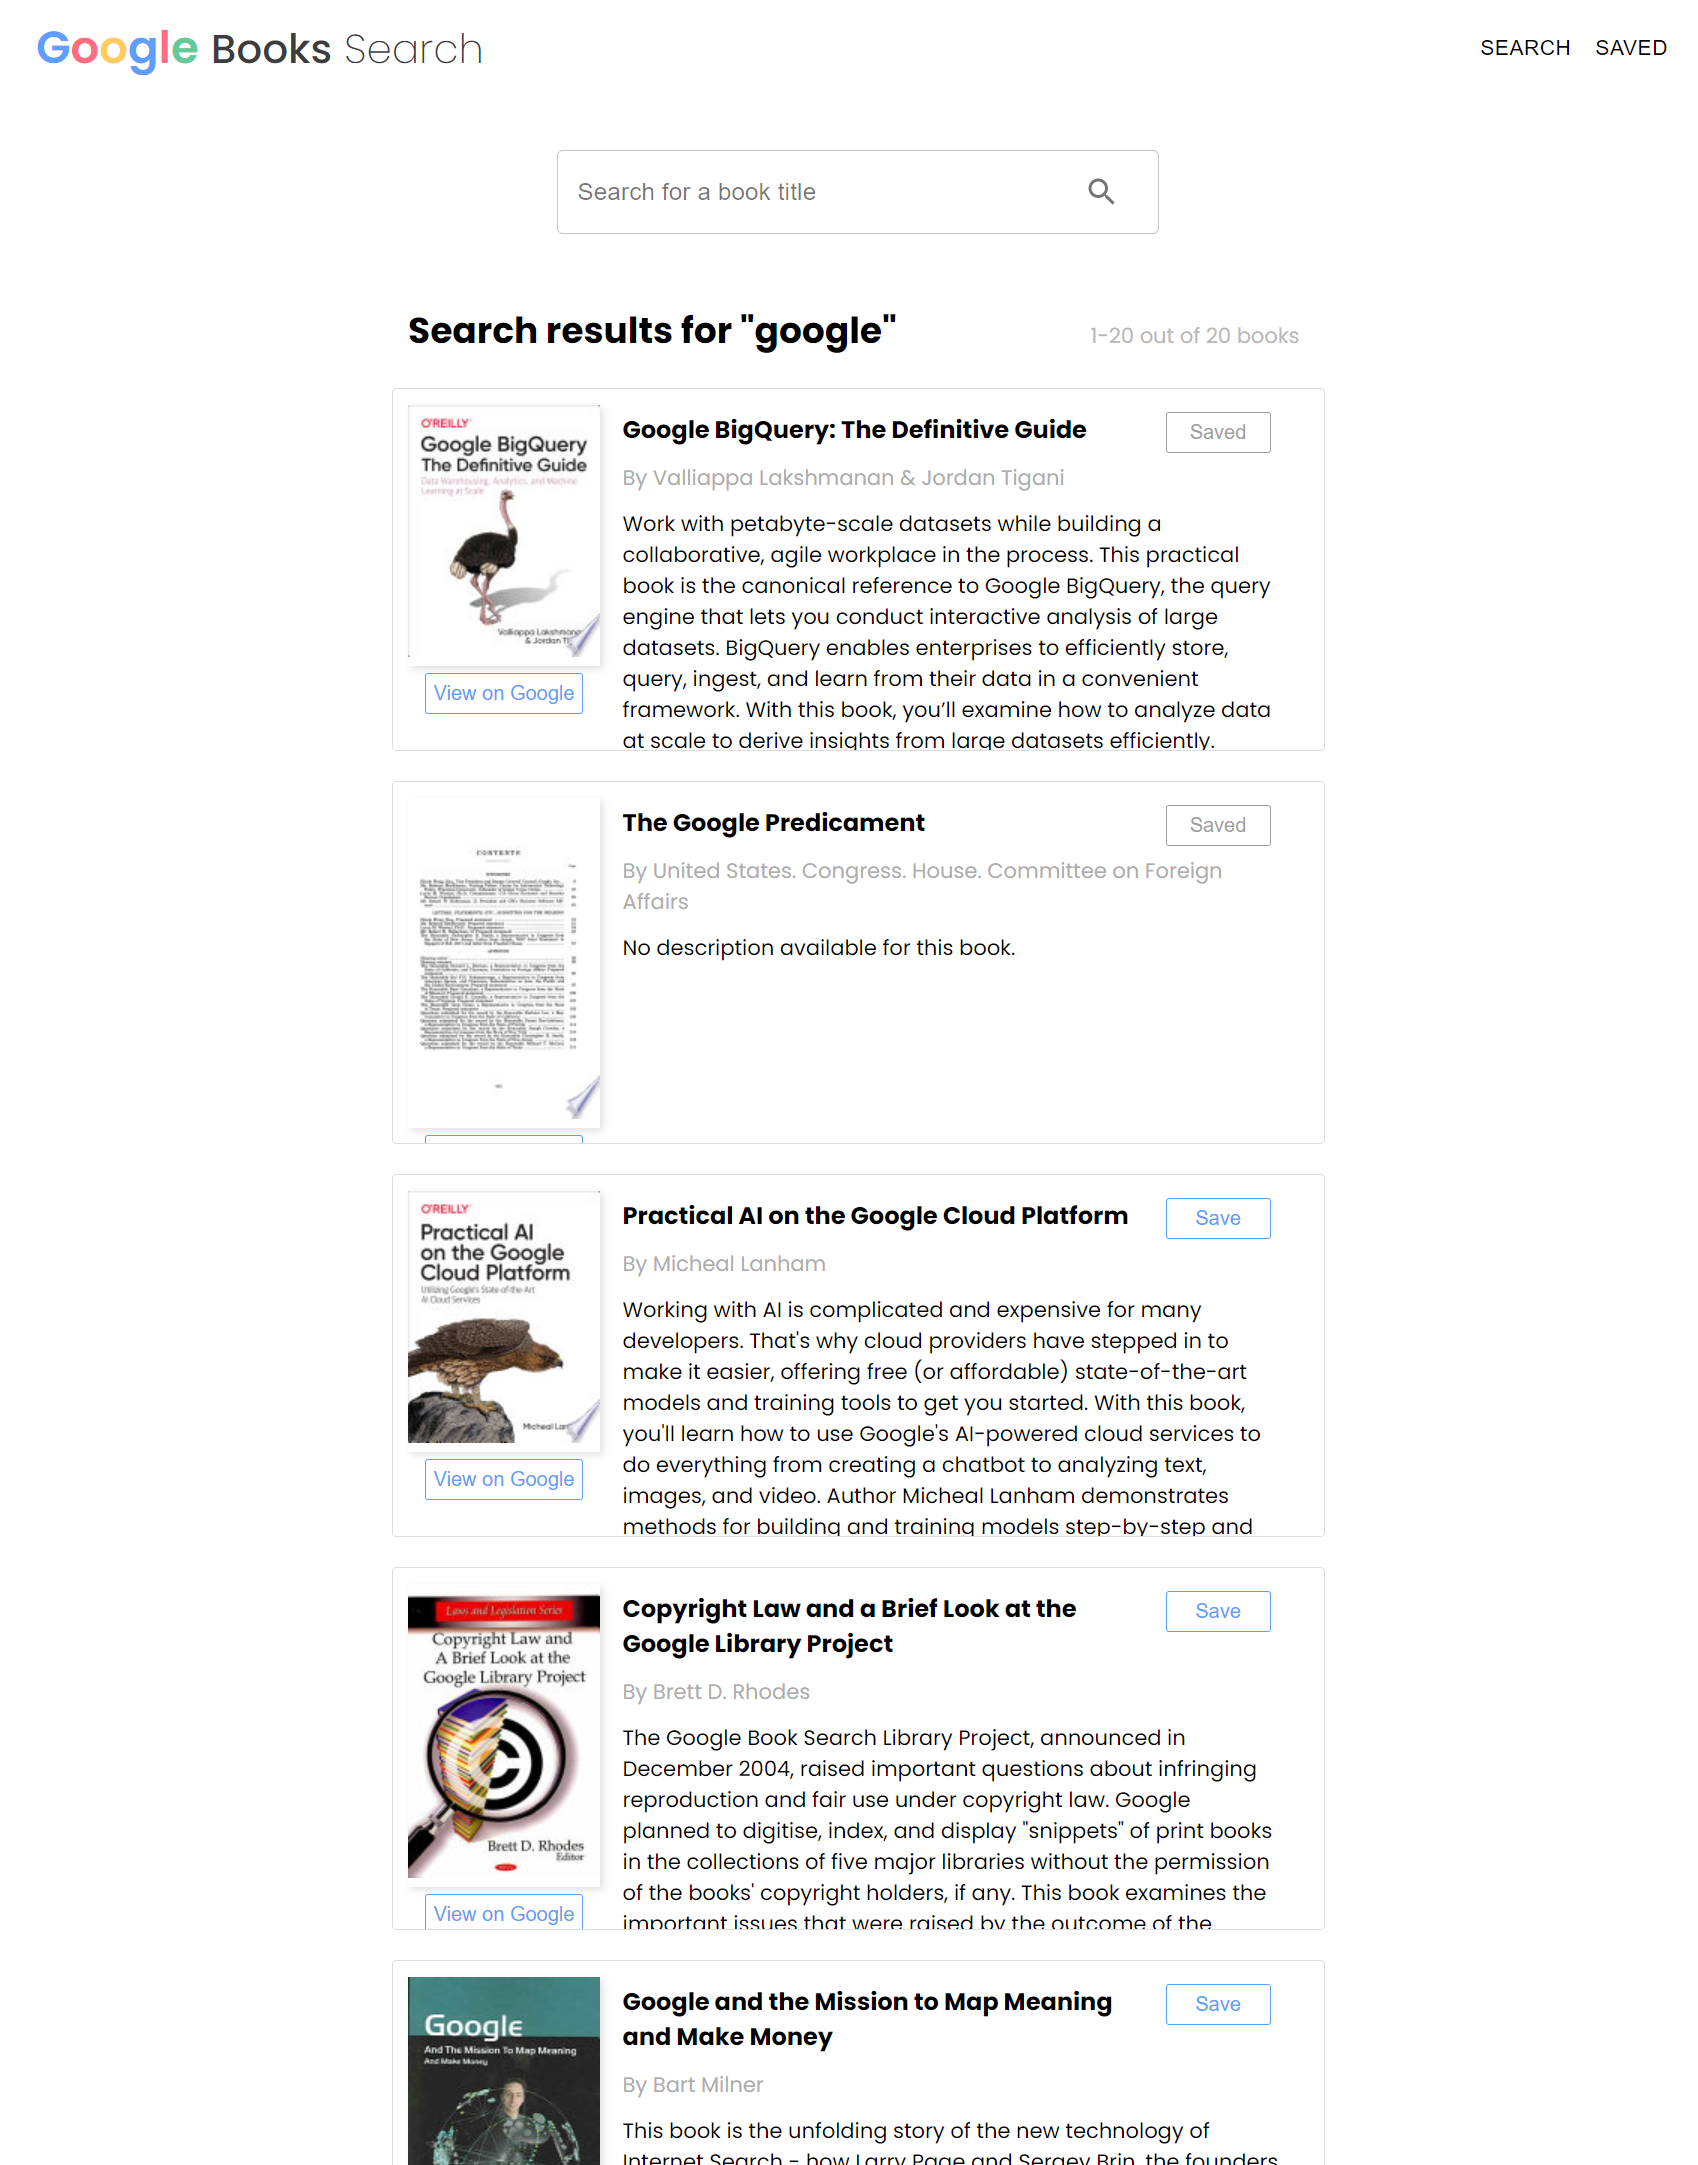 Google Books Search
SEARCH SAVED
Search for a book title
Search results for "google"
1-20 out of 20 books
O'REILLY
Google BigQuery
The Definitive Guide
Data Warehousing, Analytics, and Machine
Learning at Scale
& Jordan
View on Google
Google BigQuery: The Definitive Guide
Saved
By Valliappa Lakshmanan & Jordan Tigani
Work with petabyte-scale datasets while building a
collaborative, agile workplace in the process. This practical
book is the canonical reference to Google BigQuery, the query
engine that lets you conduct interactive analysis of large
datasets. BigQuery enables enterprises to efficiently store,
query, ingest, and learn from their data in a convenient
framework. With this book, you’ll examine how to analyze data
at scale to derive insights from large datasets efficiently.
CONTENTS
The Google Predicament
Saved
By United States. Congress. House. Committee on Foreign
Affairs
No description available for this book.
O'REILLY
Practical AI
on the Google
Cloud Platform
Utilizing Google's State-of-the-Art
AI Cloud Services
Micheal
View on Google
Practical AI on the Google Cloud Platform
Save
By Micheal Lanham
Working with AI is complicated and expensive for many
developers. That's why cloud providers have stepped in to
make it easier, offering free (or affordable) state-of-the-art
models and training tools to get you started. With this book,
you'll learn how to use Google's AI-powered cloud services to
do everything from creating a chatbot to analyzing text,
images, and video. Author Micheal Lanham demonstrates
methods for building and training models step-by-step and
Laws and Legislation Series
Copyright Law and
A Brief Look at the
Google Library Project
Brett D. Rhodes
Editor
View on Google
Copyright Law and a Brief Look at the
Google Library Project
Save
By Brett D. Rhodes
The Google Book Search Library Project, announced in
December 2004, raised important questions about infringing
reproduction and fair use under copyright law. Google
planned to digitise, index, and display "snippets" of print books
in the collections of five major libraries without the permission
of the books' copyright holders, if any. This book examines the
important issues that were raised by the outcome of the
Google
And The Mission To Map Meaning
And Make Money
Google and the Mission to Map Meaning
and Make Money
Save
By Bart Milner
This book is the unfolding story of the new technology of
Internet Search - how Larry Page and Sergey Brin, the founders